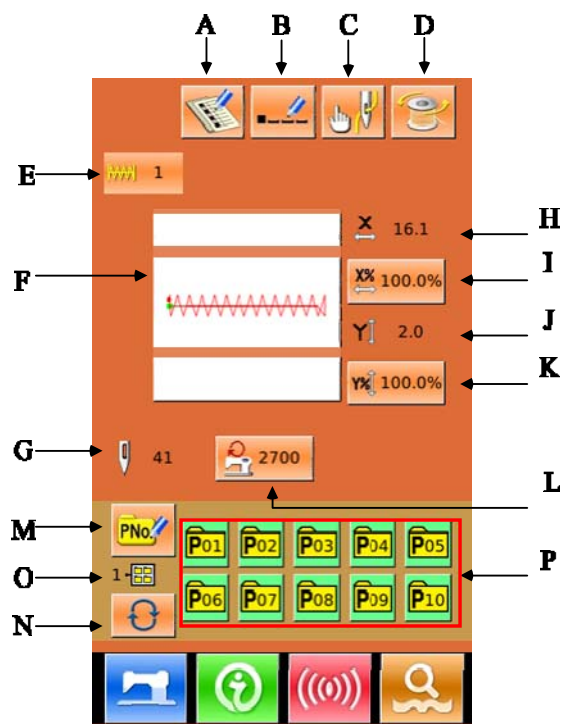 A B C D
E 1
X 16.1 H
F X% 100.0% I
Y 2.0 J
Y% 100.0% K
G 41 2700 L
M PNo. P01 P02 P03 P04 P05 P
O 1-
N P06 P07 P08 P09 P10